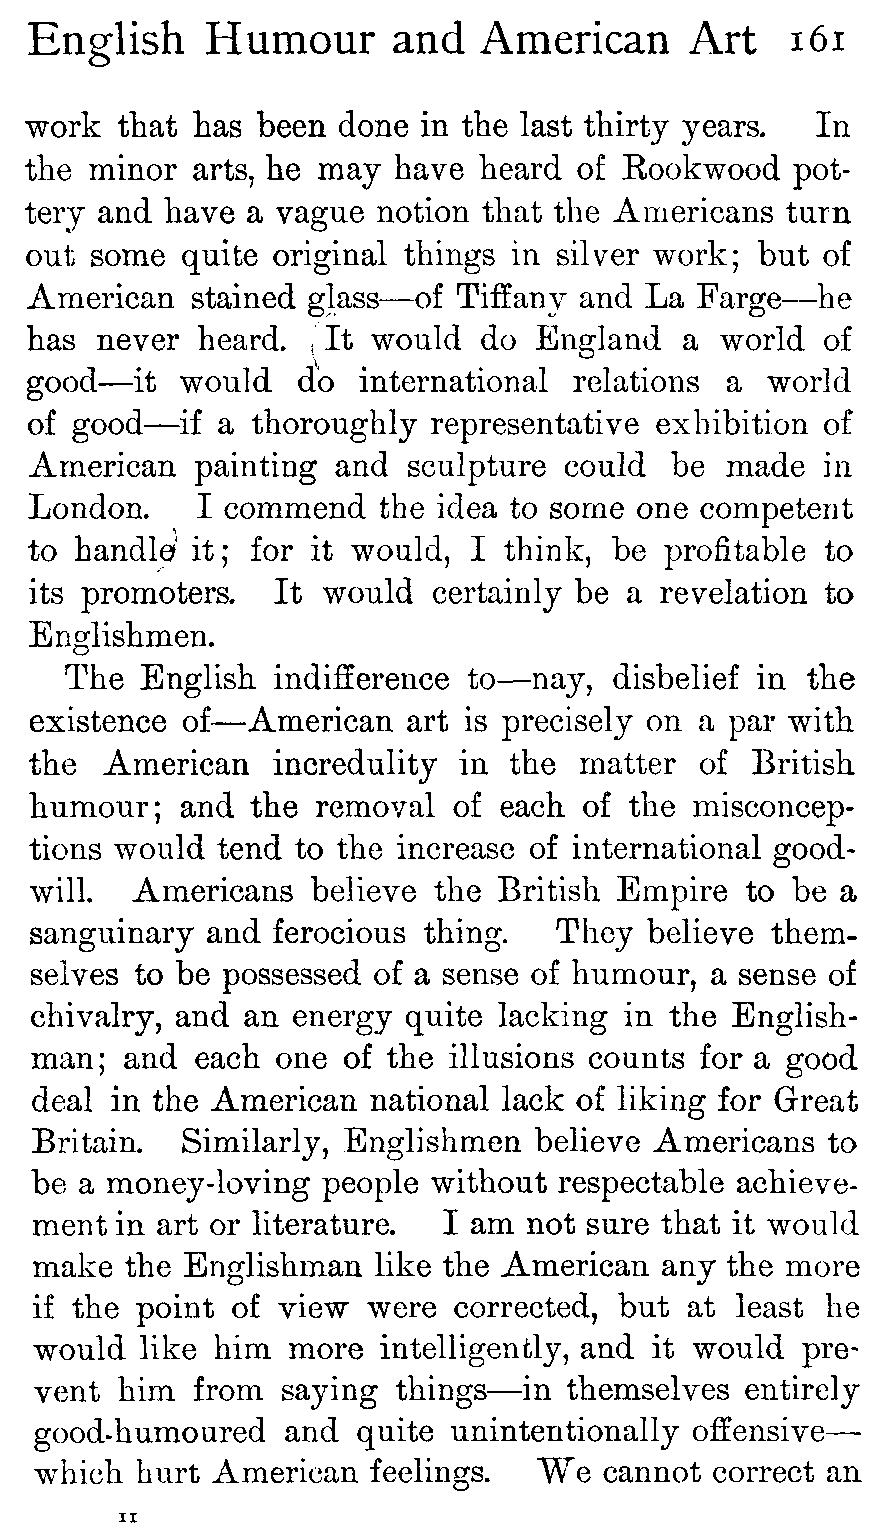 English Humour and American Art 161
work that has been done in the last thirty years. In
the minor arts, he may have heard of Rookwood pot-
tery and have a vague notion that the Americans turn
out some quite original things in silver work; but of
American stained glass—of Tiffany and La Farge—he
has never heard. It would do England a world of
good—it would do international relations a world
of good—if a thoroughly representative exhibition of
American painting and sculpture could be made in
London. I commend the idea to some one competent
to handle it; for it would, I think, be profitable to
its promoters. It would certainly be a revelation to
Englishmen.
The English indifference to—nay, disbelief in the
existence of—American art is precisely on a par with
the American incredulity in the matter of British
humour; and the removal of each of the misconcep-
tions would tend to the increase of international good-
will. Americans believe the British Empire to be a
sanguinary and ferocious thing. They believe them-
selves to be possessed of a sense of humour, a sense of
chivalry, and an energy quite lacking in the English-
man; and each one of the illusions counts for a good
deal in the American national lack of liking for Great
Britain. Similarly, Englishmen believe Americans to
be a money-loving people without respectable achieve-
ment in art or literature. I am not sure that it would
make the Englishman like the American any the more
if the point of view were corrected, but at least he
would like him more intelligently, and it would pre-
vent him from saying things—in themselves entirely
good-humoured and quite unintentionally offensive—
which hurt American feelings. We cannot correct an
11